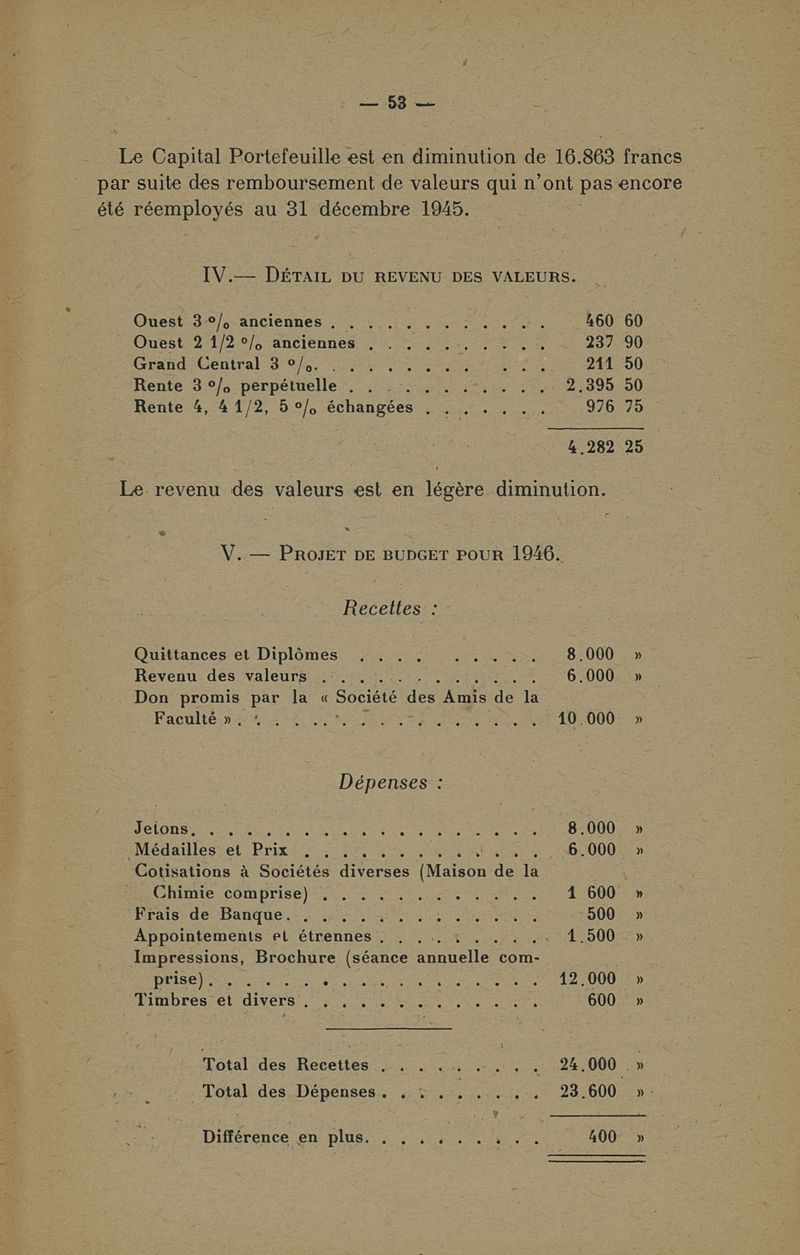 — 53 —
Le Capital Portefeuille est en diminution de 16.863 francs
par suite des remboursement de valeurs qui n'ont pas encore
été réemployés au 31 décembre 1945.
IV.— DÉTAIL DU REVENU DES VALEURS.
Ouest 3 % anciennes . . . . . . . . . . . . 460 60
Ouest 2 1/2 % anciennes . . . . . . . . . . 237 90
Grand Central 3 %. . . . . . . . . . . . 211 50
Rente 3 % perpétuelle . . . . . . . . . . . 2.395 50
Rente 4, 4 1/2, 5 % échangées . . . . . . . 976 75
4.282 25
Le revenu des valeurs est en légère diminution.
V. — PROJET DE BUDGET POUR 1946.
Recettes :
Quittances et Diplômes . . . . . . . . . 8.000 »
Revenu des valeurs . . . . . . . . . . . . 6.000 »
Don promis par la « Société des Amis de la
Faculté » . . . . . . . . . . . . . . . . 10.000 »
Dépenses :
Jetons. . . . . . . . . . . . . . . . . . . 8.000 »
Médailles et Prix . . . . . . . . . . . . . 6.000 »
Cotisations à Sociétés diverses (Maison de la
Chimie comprise) . . . . . . . . . . . . 1 600 »
Frais de Banque. . . . . . . . . . . . . . 500 »
Appointements et étrennes . . . . . . . . . . 1.500 »
Impressions, Brochure (séance annuelle com-
prise) . . . . . . . . . . . . . . . . . . 12.000 »
Timbres et divers . . . . . . . . . . . . . 600 »
Total des Recettes . . . . . . . . . 24.000 »
Total des Dépenses . . . . . . . . . 23.600 »
Différence en plus. . . . . . . . . . 400 »